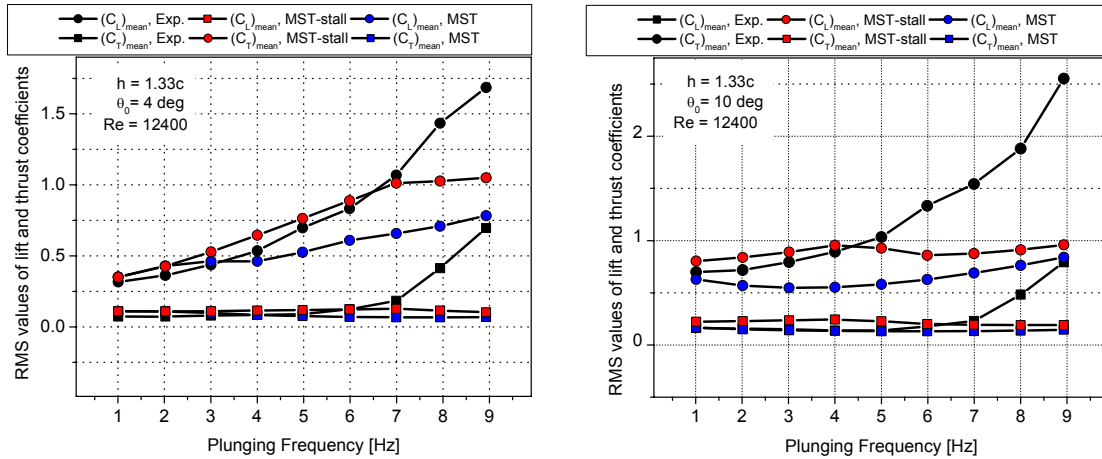 (C_L)_mean, Exp. (C_L)_mean, MST-stall (C_L)_mean, MST
(C_T)_mean, Exp. (C_T)_mean, MST-stall (C_T)_mean, MST
h = 1.33c
θ_0= 4 deg
Re = 12400
RMS values of lift and thrust coefficients
1.5
1.0
0.5
0.0
1 2 3 4 5 6 7 8 9
Plunging Frequency [Hz]
(C_L)_mean, Exp. (C_L)_mean, MST-stall (C_L)_mean, MST
(C_T)_mean, Exp. (C_T)_mean, MST-stall (C_T)_mean, MST
h = 1.33c
θ_0= 10 deg
Re = 12400
RMS values of lift and thrust coefficients
2
1
0
1 2 3 4 5 6 7 8 9
Plunging Frequency [Hz]